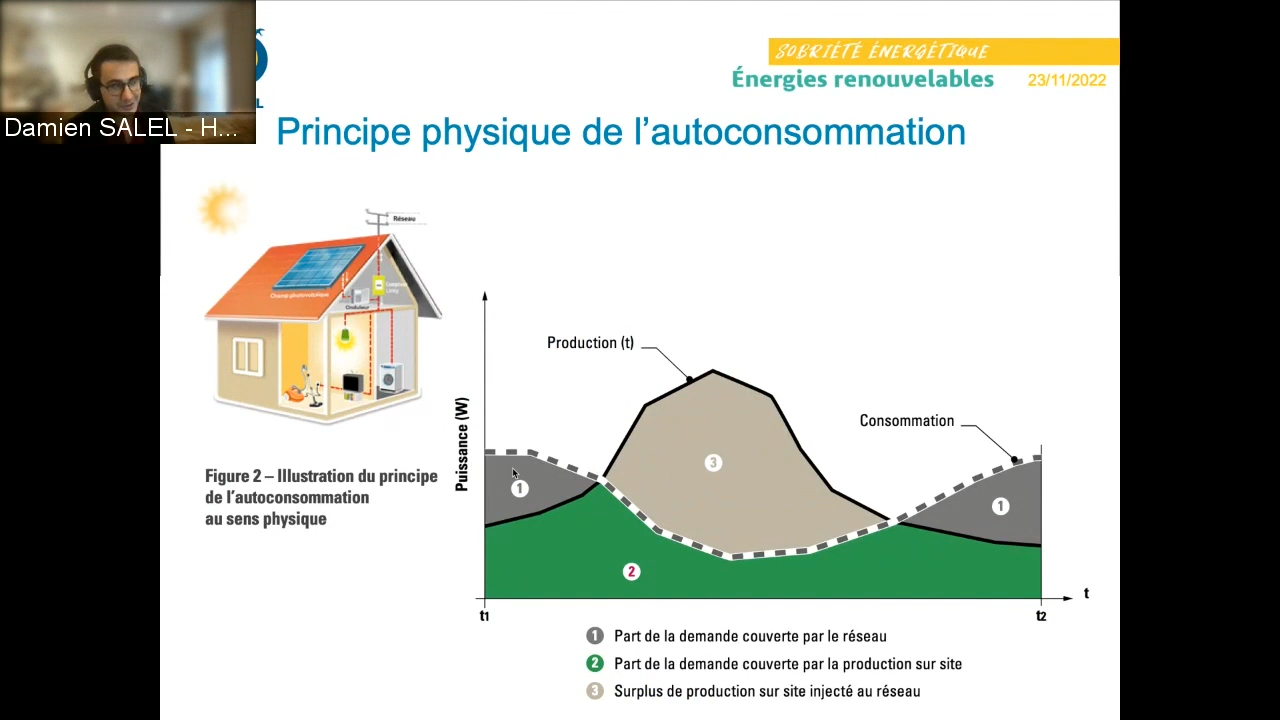 SOBRIÉTÉ ÉNERGÉTIQUE
Énergies renouvelables
23/11/2022
Damien SALEL - H...
Principe physique de l'autoconsommation
Réseau
Champ photovoltaïque
Onduleur
Production (t)
Consommation
Puissance (W)
3
1
1
2
Figure 2 – Illustration du principe
de l'autoconsommation
au sens physique
t
t1
t2
1 Part de la demande couverte par le réseau
2 Part de la demande couverte par la production sur site
3 Surplus de production sur site injecté au réseau